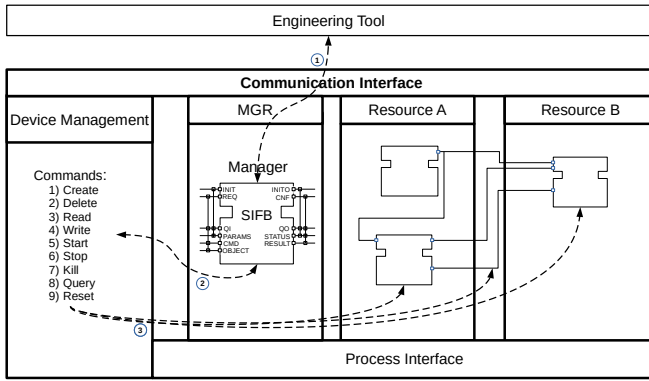 Engineering Tool
1
Communication Interface
Device Management
MGR
Resource A
Resource B
Commands:
1) Create
2) Delete
3) Read
4) Write
5) Start
6) Stop
7) Kill
8) Query
9) Reset
Manager
INIT
REQ
INITO
CNF
SIFB
QI
PARAMS
CMD
OBJECT
QO
STATUS
RESULT
2
3
Process Interface